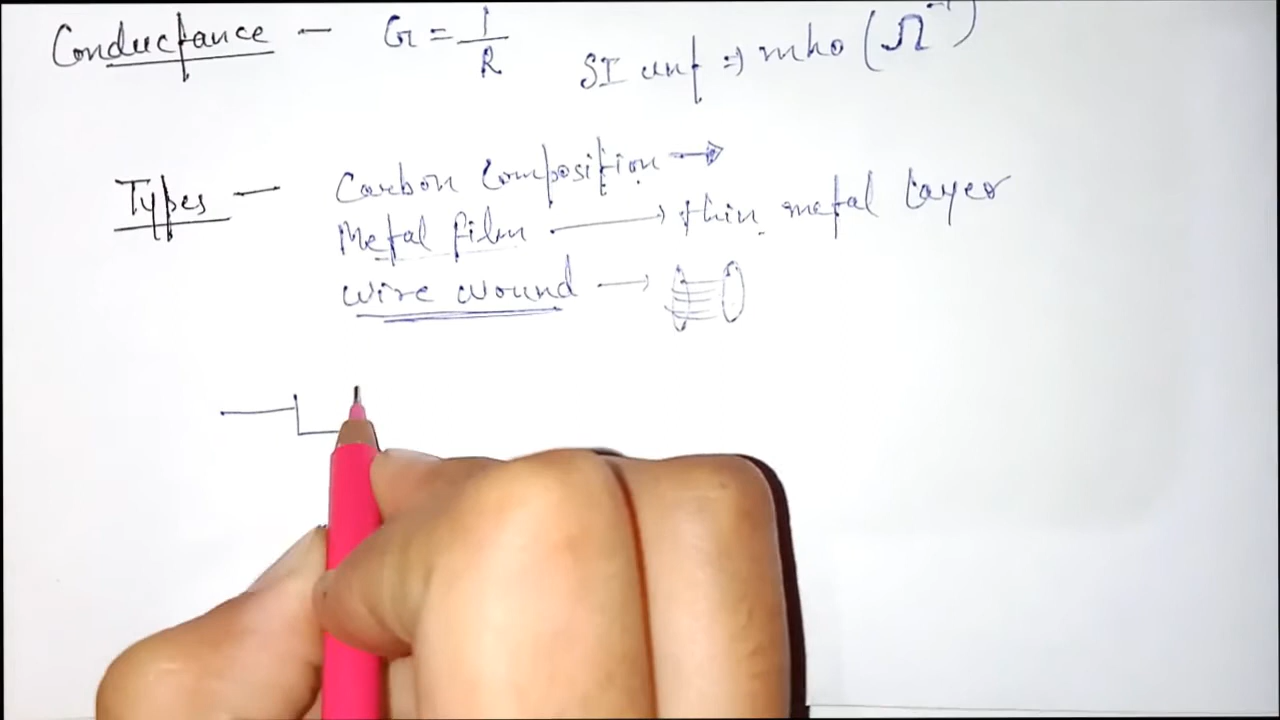 Conductance — G = 1/R SI unit ⇒ mho (Ω⁻¹)
Types — Carbon Composition →
Metal film → thin metal layer
wire wound →